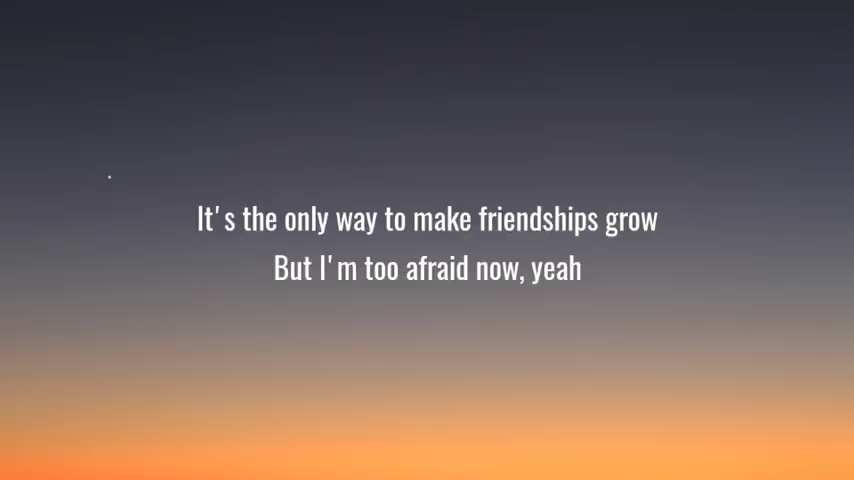 It's the only way to make friendships grow
But I'm too afraid now, yeah